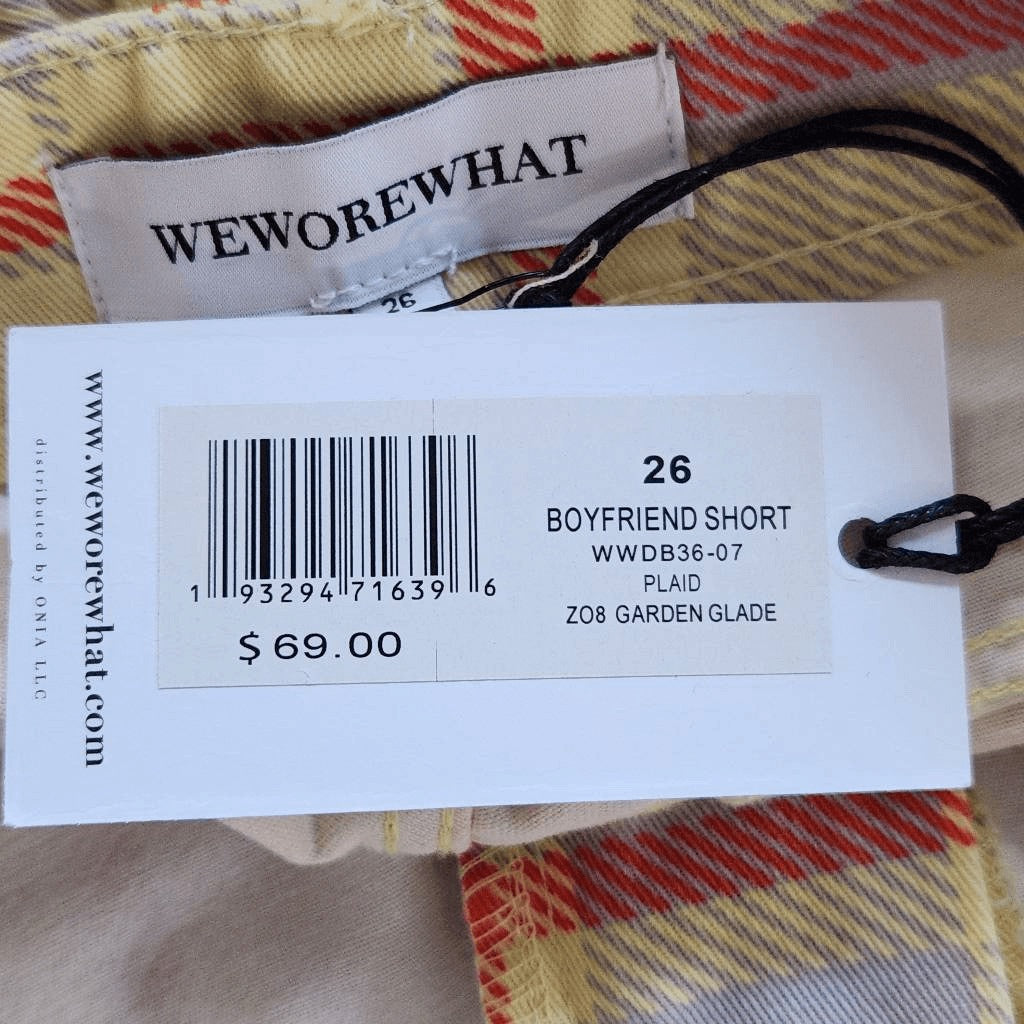 WEWOREWHAT
26
www.weworewhat.com
distributed by ONIA LLC
1 93294 71639 6
$ 69.00
26
BOYFRIEND SHORT
WWDB36-07
PLAID
ZO8 GARDEN GLADE